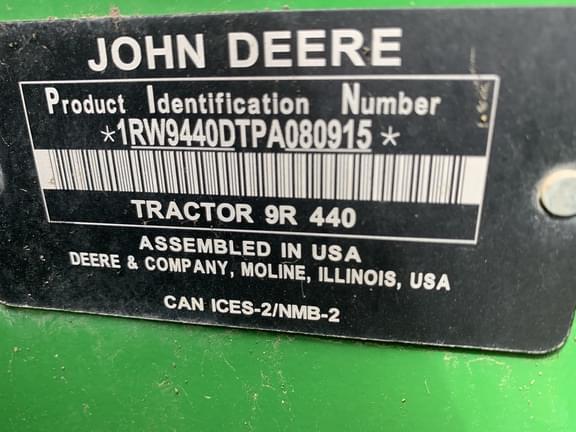 JOHN DEERE
Product Identification Number
*1RW9440DTPA080915*
TRACTOR 9R 440
ASSEMBLED IN USA
DEERE & COMPANY, MOLINE, ILLINOIS, USA
CAN ICES-2/NMB-2